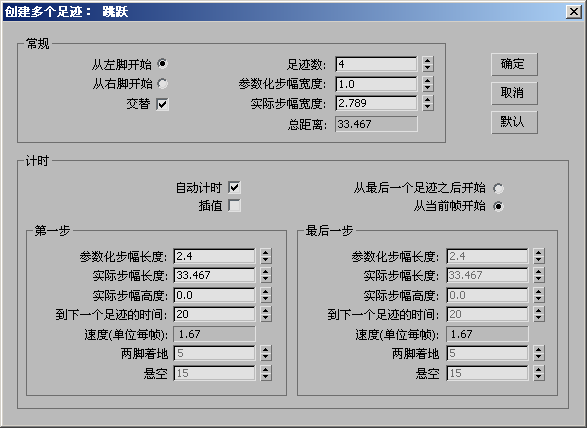 创建多个足迹： 跳跃
常规
从左脚开始
从右脚开始
交替
足迹数: 4
参数化步幅宽度: 1.0
实际步幅宽度: 2.789
总距离: 33.467
确定
取消
默认
计时
自动计时
插值
从最后一个足迹之后开始
从当前帧开始
第一步
参数化步幅长度: 2.4
实际步幅长度: 33.467
实际步幅高度: 0.0
到下一个足迹的时间: 20
速度(单位每帧): 1.67
两脚着地 5
悬空 15
最后一步
参数化步幅长度: 2.4
实际步幅长度: 33.467
实际步幅高度: 0.0
到下一个足迹的时间: 20
速度(单位每帧): 1.67
两脚着地 5
悬空 15